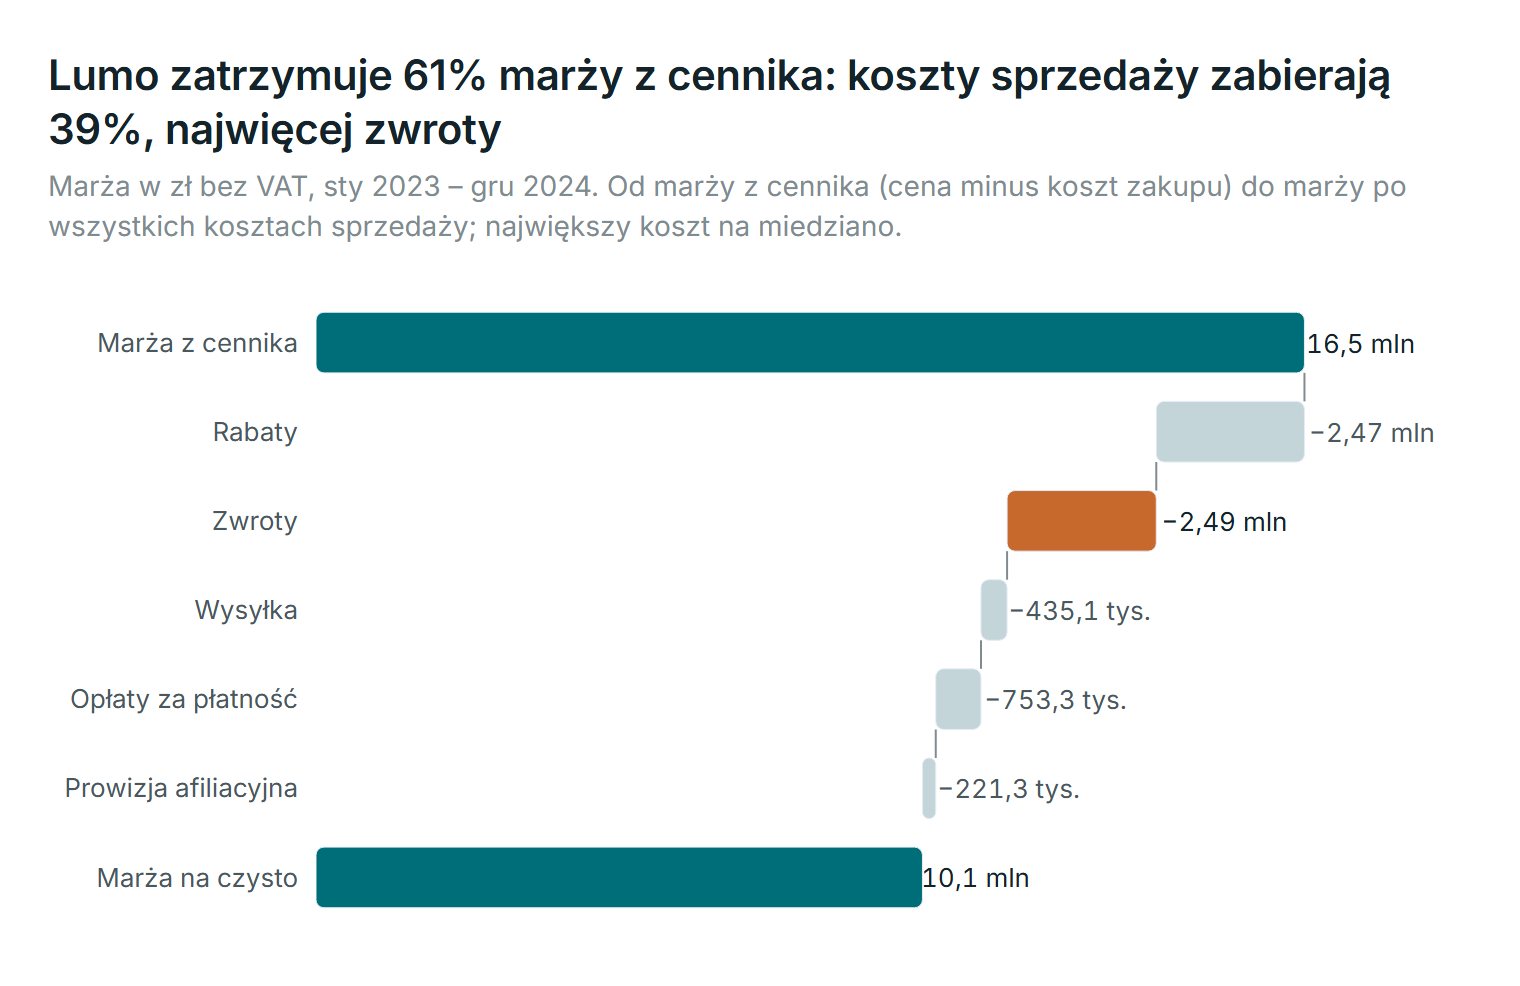 Lumo zatrzymuje 61% marży z cennika: koszty sprzedaży zabierają
39%, najwięcej zwroty
Marża w zł bez VAT, sty 2023 – gru 2024. Od marży z cennika (cena minus koszt zakupu) do marży po
wszystkich kosztach sprzedaży; największy koszt na miedziano.
Marża z cennika 16,5 mln
Rabaty −2,47 mln
Zwroty −2,49 mln
Wysyłka −435,1 tys.
Opłaty za płatność −753,3 tys.
Prowizja afiliacyjna −221,3 tys.
Marża na czysto 10,1 mln